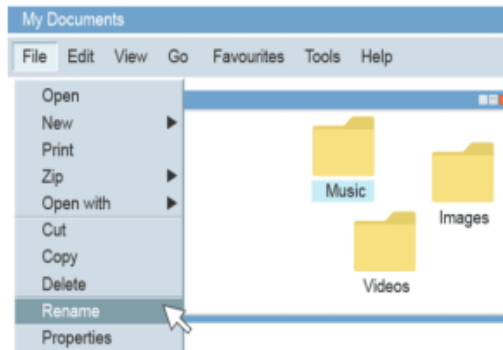 My Documents
File Edit View Go Favourites Tools Help
Open
New
Print
Zip
Open with
Cut
Copy
Delete
Rename
Properties
Music
Images
Videos